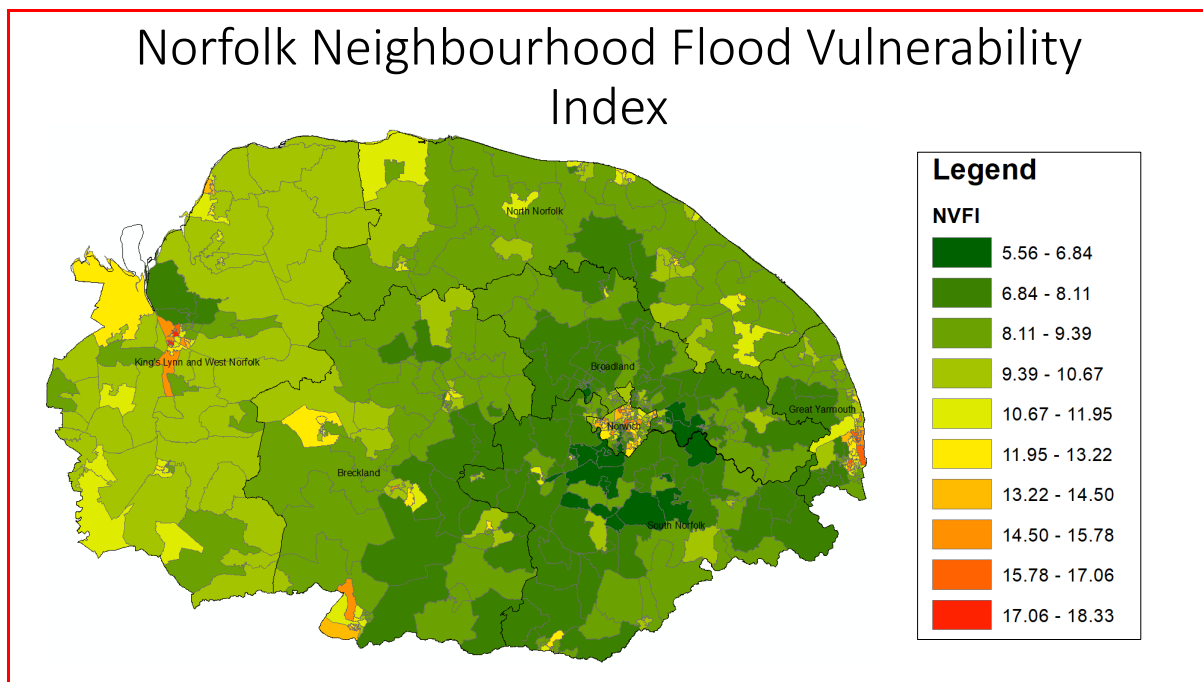 Norfolk Neighbourhood Flood Vulnerability
Index
Legend
NVFI
5.56 - 6.84
6.84 - 8.11
8.11 - 9.39
9.39 - 10.67
10.67 - 11.95
11.95 - 13.22
13.22 - 14.50
14.50 - 15.78
15.78 - 17.06
17.06 - 18.33
North Norfolk
King's Lynn and West Norfolk
Broadland
Great Yarmouth
Norwich
Breckland
South Norfolk